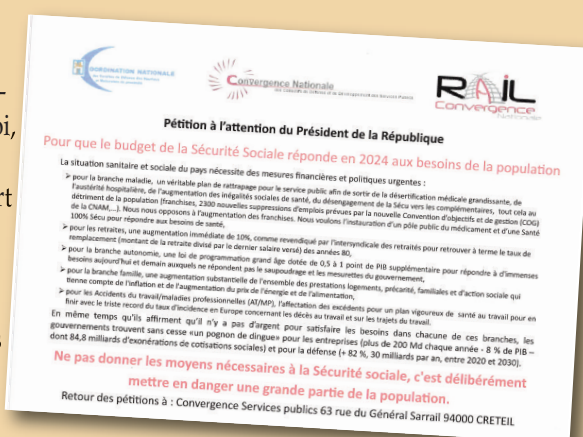 -
oi,
rt
COORDINATION NATIONALE
Convergence Nationale
des Collectifs de Défense et de Développement des Services Publics
RAIL
Convergence
Nationale
Pétition à l'attention du Président de la République
Pour que le budget de la Sécurité Sociale réponde en 2024 aux besoins de la population
La situation sanitaire et sociale du pays nécessite des mesures financières et politiques urgentes :
➢ pour la branche maladie, un véritable plan de rattrapage pour le service public afin de sortir de la désertification médicale grandissante, de
l'austérité hospitalière, de l'augmentation des inégalités sociales de santé, du désengagement de la Sécu vers les complémentaires, tout cela au
détriment de la population (franchises, 2300 nouvelles suppressions d'emplois prévues par la nouvelle Convention d'objectifs et de gestion (COG)
de la CNAM,...). Nous nous opposons à l'augmentation des franchises. Nous voulons l'instauration d'un pôle public du médicament et d'une Santé
100% Sécu pour répondre aux besoins de santé,
➢ pour les retraites, une augmentation immédiate de 10%, comme revendiqué par l'intersyndicale des retraités pour retrouver à terme le taux de
remplacement (montant de la retraite divisé par le dernier salaire versé) des années 80,
➢ pour la branche autonomie, une loi de programmation grand âge dotée de 0,5 à 1 point de PIB supplémentaire pour répondre à d'immenses
besoins aujourd'hui et demain auxquels ne répondent pas le saupoudrage et les mesurettes du gouvernement,
➢ pour la branche famille, une augmentation substantielle de l'ensemble des prestations logements, précarité, familiales et d'action sociale qui
tienne compte de l'inflation et de l'augmentation du prix de l'énergie et de l'alimentation,
➢ pour les Accidents du travail/maladies professionnelles (AT/MP), l'affectation des excédents pour un plan vigoureux de santé au travail pour en
finir avec le triste record du taux d'incidence en Europe concernant les décès au travail et sur les trajets du travail.
En même temps qu'ils affirment qu'il n'y a pas d'argent pour satisfaire les besoins dans chacune de ces branches, les
gouvernements trouvent sans cesse «un pognon de dingue» pour les entreprises (plus de 200 Md chaque année - 8 % de PIB –
dont 84,8 milliards d'exonérations de cotisations sociales) et pour la défense (+ 82 %, 30 milliards par an, entre 2020 et 2030).
Ne pas donner les moyens nécessaires à la Sécurité sociale, c'est délibérément
mettre en danger une grande partie de la population.
Retour des pétitions à : Convergence Services publics 63 rue du Général Sarrail 94000 CRETEIL